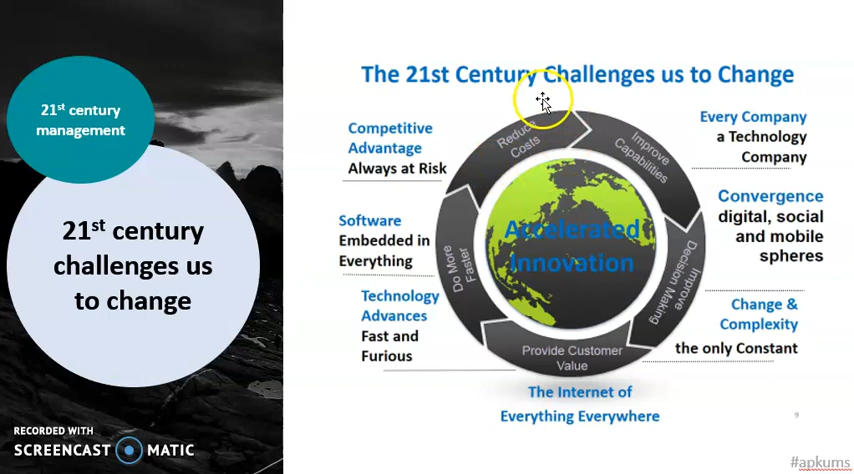 21st century
management
21st century
challenges us
to change
RECORDED WITH
SCREENCAST MATIC
The 21st Century Challenges us to Change
Competitive
Advantage
Always at Risk
Software
Embedded in
Everything
Technology
Advances
Fast and
Furious
Reduce
Costs
Improve
Capabilities
Improve
Decision Making
Provide Customer
Value
Do More
Faster
Accelerated
Innovation
Every Company
a Technology
Company
Convergence
digital, social
and mobile
spheres
Change &
Complexity
the only Constant
The Internet of
Everything Everywhere
9
#apkums